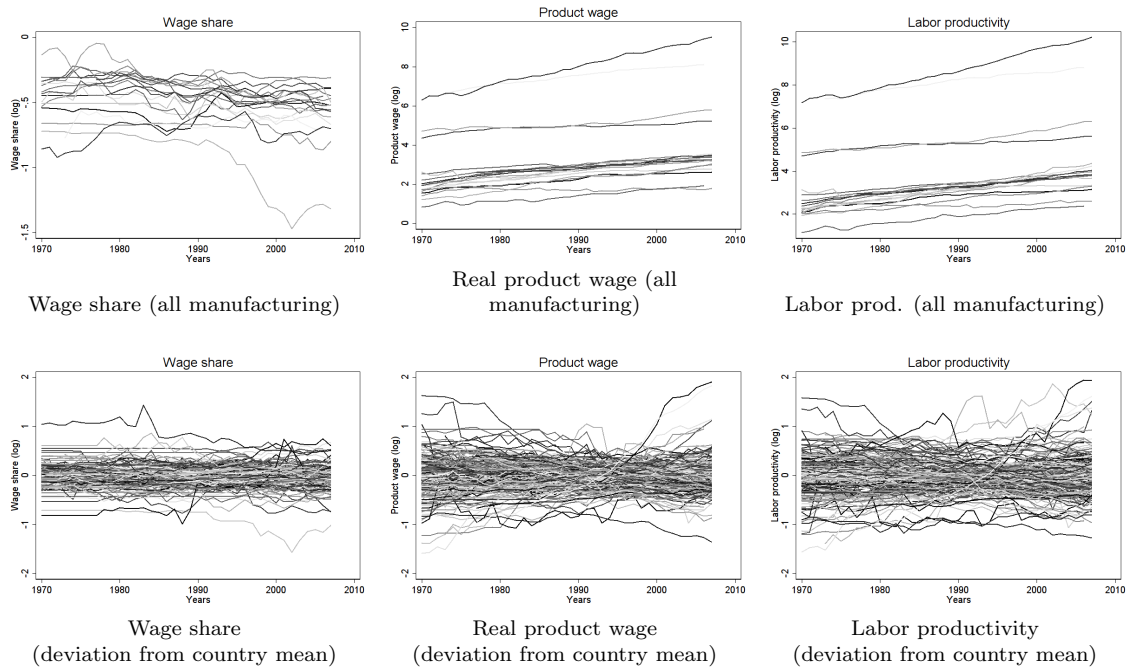 Wage share
Wage share (log)
0
-.5
-1
-1.5
1970 1980 1990 2000 2010
Years
Wage share (all manufacturing)
Product wage
Product wage (log)
10
8
6
4
2
0
1970 1980 1990 2000 2010
Years
Real product wage (all
manufacturing)
Labor productivity
Labor productivity (log)
10
8
6
4
2
1970 1980 1990 2000 2010
Years
Labor prod. (all manufacturing)
Wage share
Wage share (log)
2
1
0
-1
-2
1970 1980 1990 2000 2010
Years
Wage share
(deviation from country mean)
Product wage
Product wage (log)
2
1
0
-1
-2
1970 1980 1990 2000 2010
Years
Real product wage
(deviation from country mean)
Labor productivity
Labor productivity (log)
2
1
0
-1
-2
1970 1980 1990 2000 2010
Years
Labor productivity
(deviation from country mean)